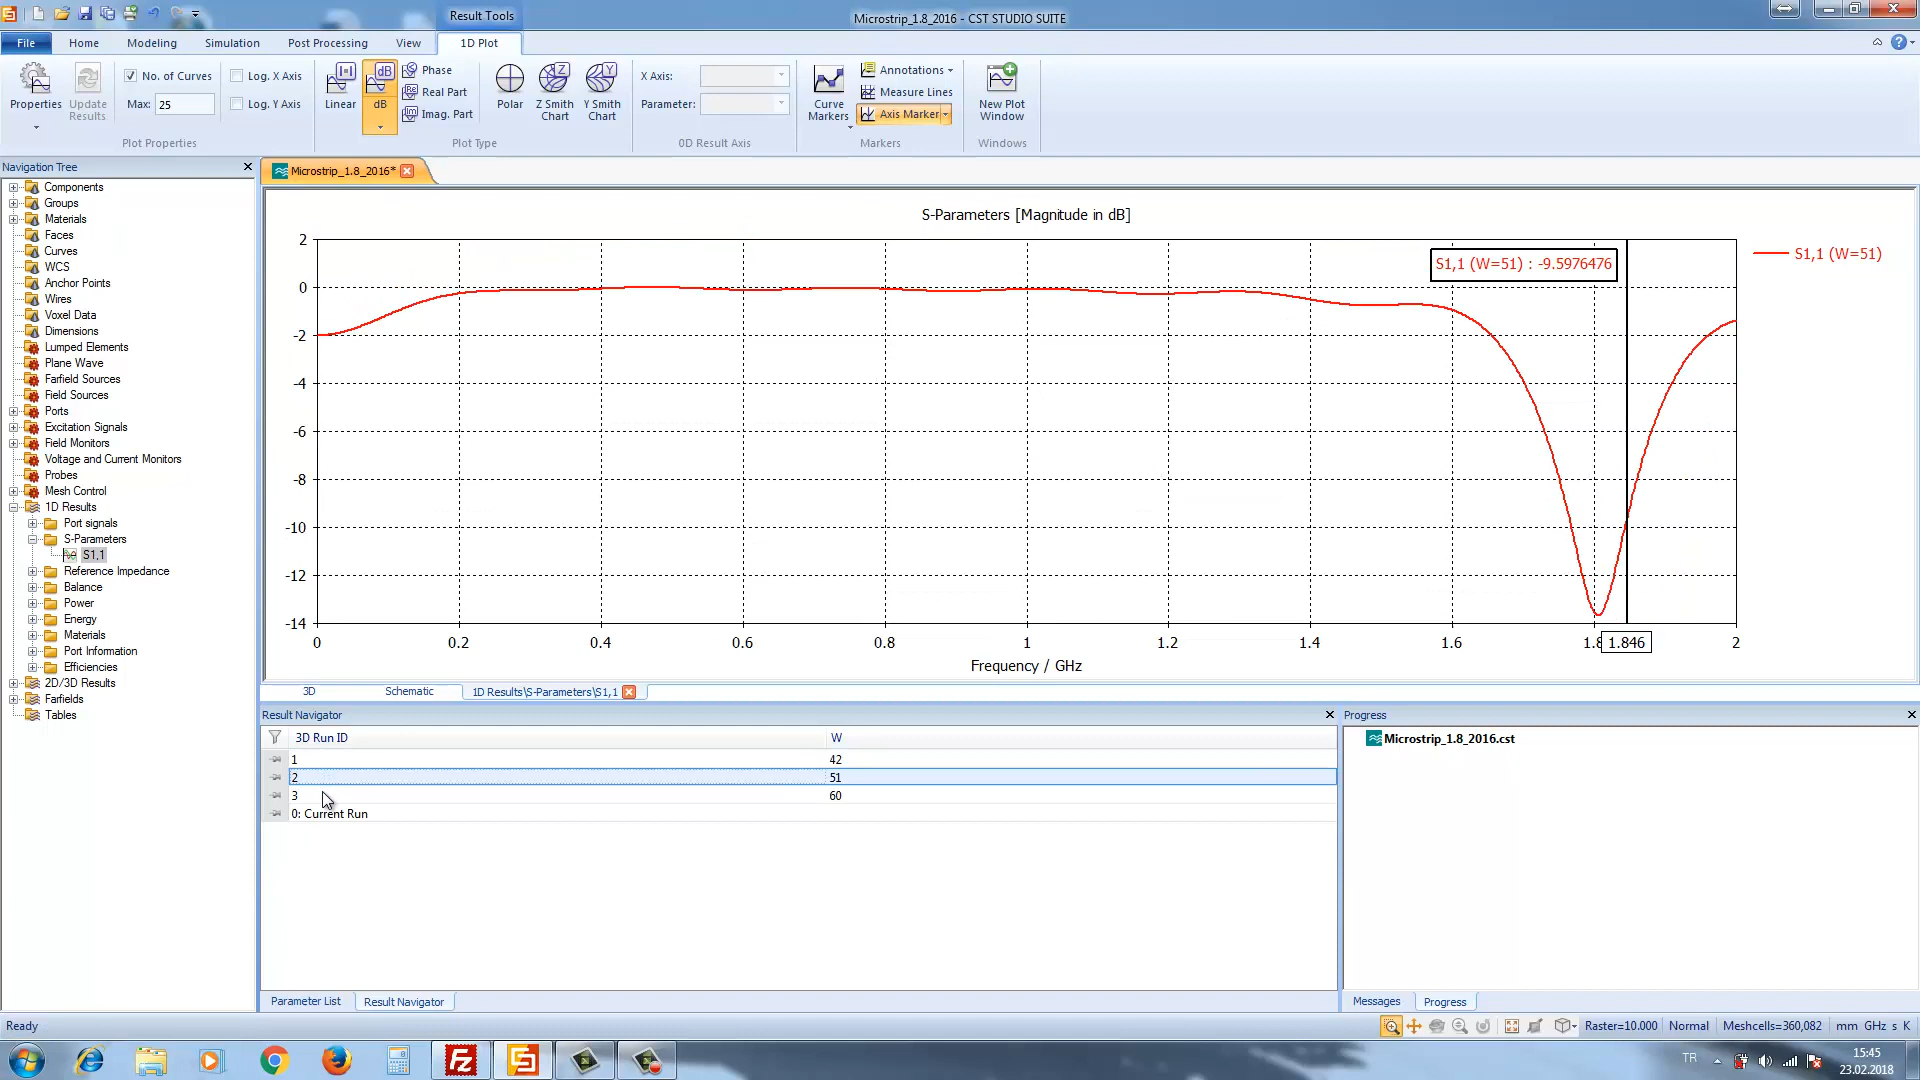 Result Tools
Microstrip_1.8_2016 - CST STUDIO SUITE
File
Home
Modeling
Simulation
Post Processing
View
1D Plot
Properties
Update
Results
No. of Curves
Max: 25
Log. X Axis
Log. Y Axis
Plot Properties
Linear
dB
Phase
Real Part
Imag. Part
Polar
Z Smith
Chart
Y Smith
Chart
Plot Type
X Axis:
Parameter:
0D Result Axis
Curve
Markers
Annotations
Measure Lines
Axis Marker
Markers
New Plot
Window
Windows
Navigation Tree
Components
Groups
Materials
Faces
Curves
WCS
Anchor Points
Wires
Voxel Data
Dimensions
Lumped Elements
Plane Wave
Farfield Sources
Field Sources
Ports
Excitation Signals
Field Monitors
Voltage and Current Monitors
Probes
Mesh Control
1D Results
Port signals
S-Parameters
S1,1
Reference Impedance
Balance
Power
Energy
Materials
Port Information
Efficiencies
2D/3D Results
Farfields
Tables
Microstrip_1.8_2016*
S-Parameters [Magnitude in dB]
S1,1 (W=51) : -9.5976476
S1,1 (W=51)
2
0
-2
-4
-6
-8
-10
-12
-14
0 0.2 0.4 0.6 0.8 1 1.2 1.4 1.6 1.8 1.846 2
Frequency / GHz
3D
Schematic
1D Results\S-Parameters\S1,1
Result Navigator
3D Run ID W
1 42
2 51
3 60
0: Current Run
Parameter List
Result Navigator
Progress
Microstrip_1.8_2016.cst
Messages
Progress
Ready
Raster=10.000 Normal Meshcells=360,082 mm GHz s K
TR
15:45
23.02.2018